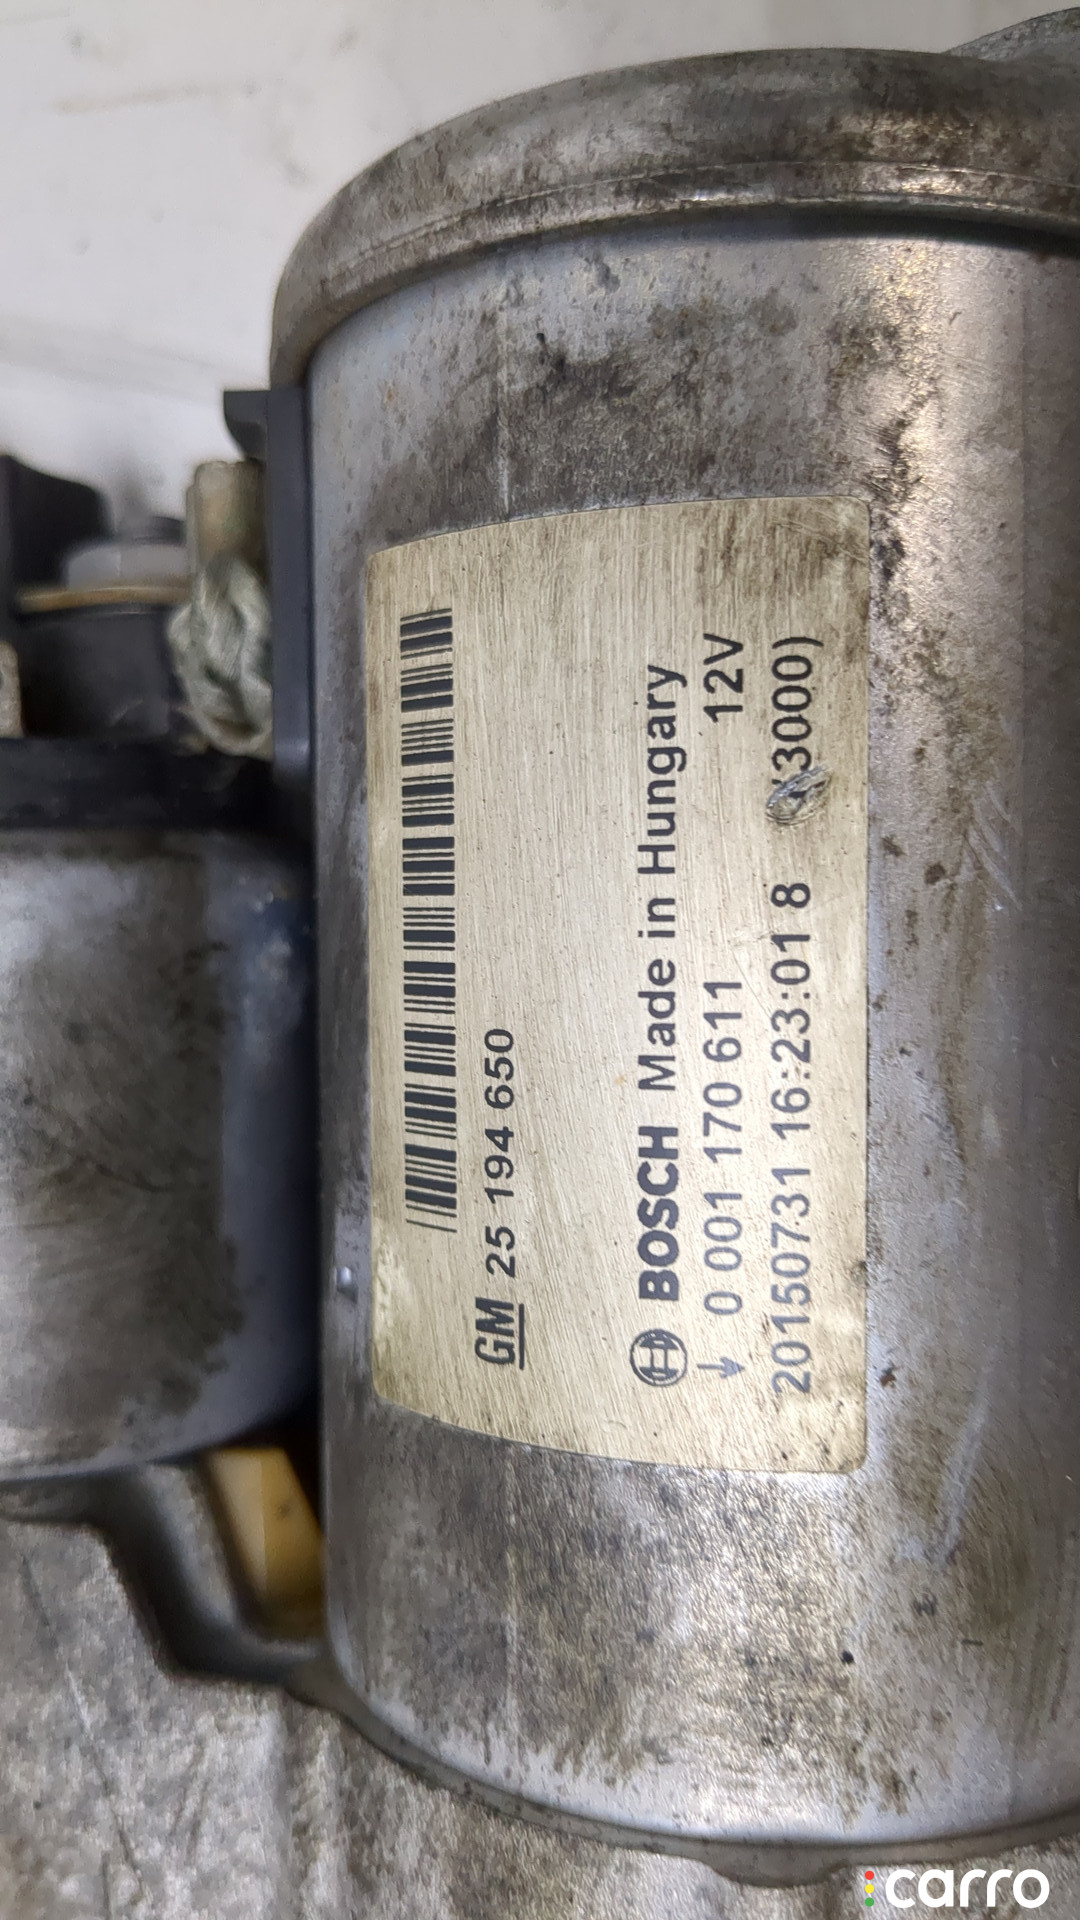 GM 25 194 650
BOSCH Made in Hungary
0 001 170 611 12V
20150731 16:23:01 8 (3000)
carro